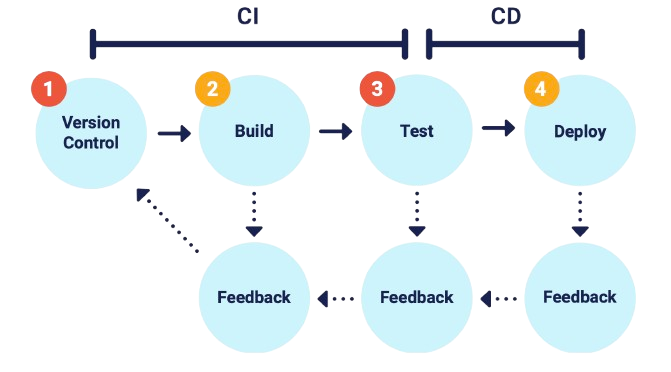 CI
CD
1
2
3
4
Version
Control
Build
Test
Deploy
Feedback
Feedback
Feedback